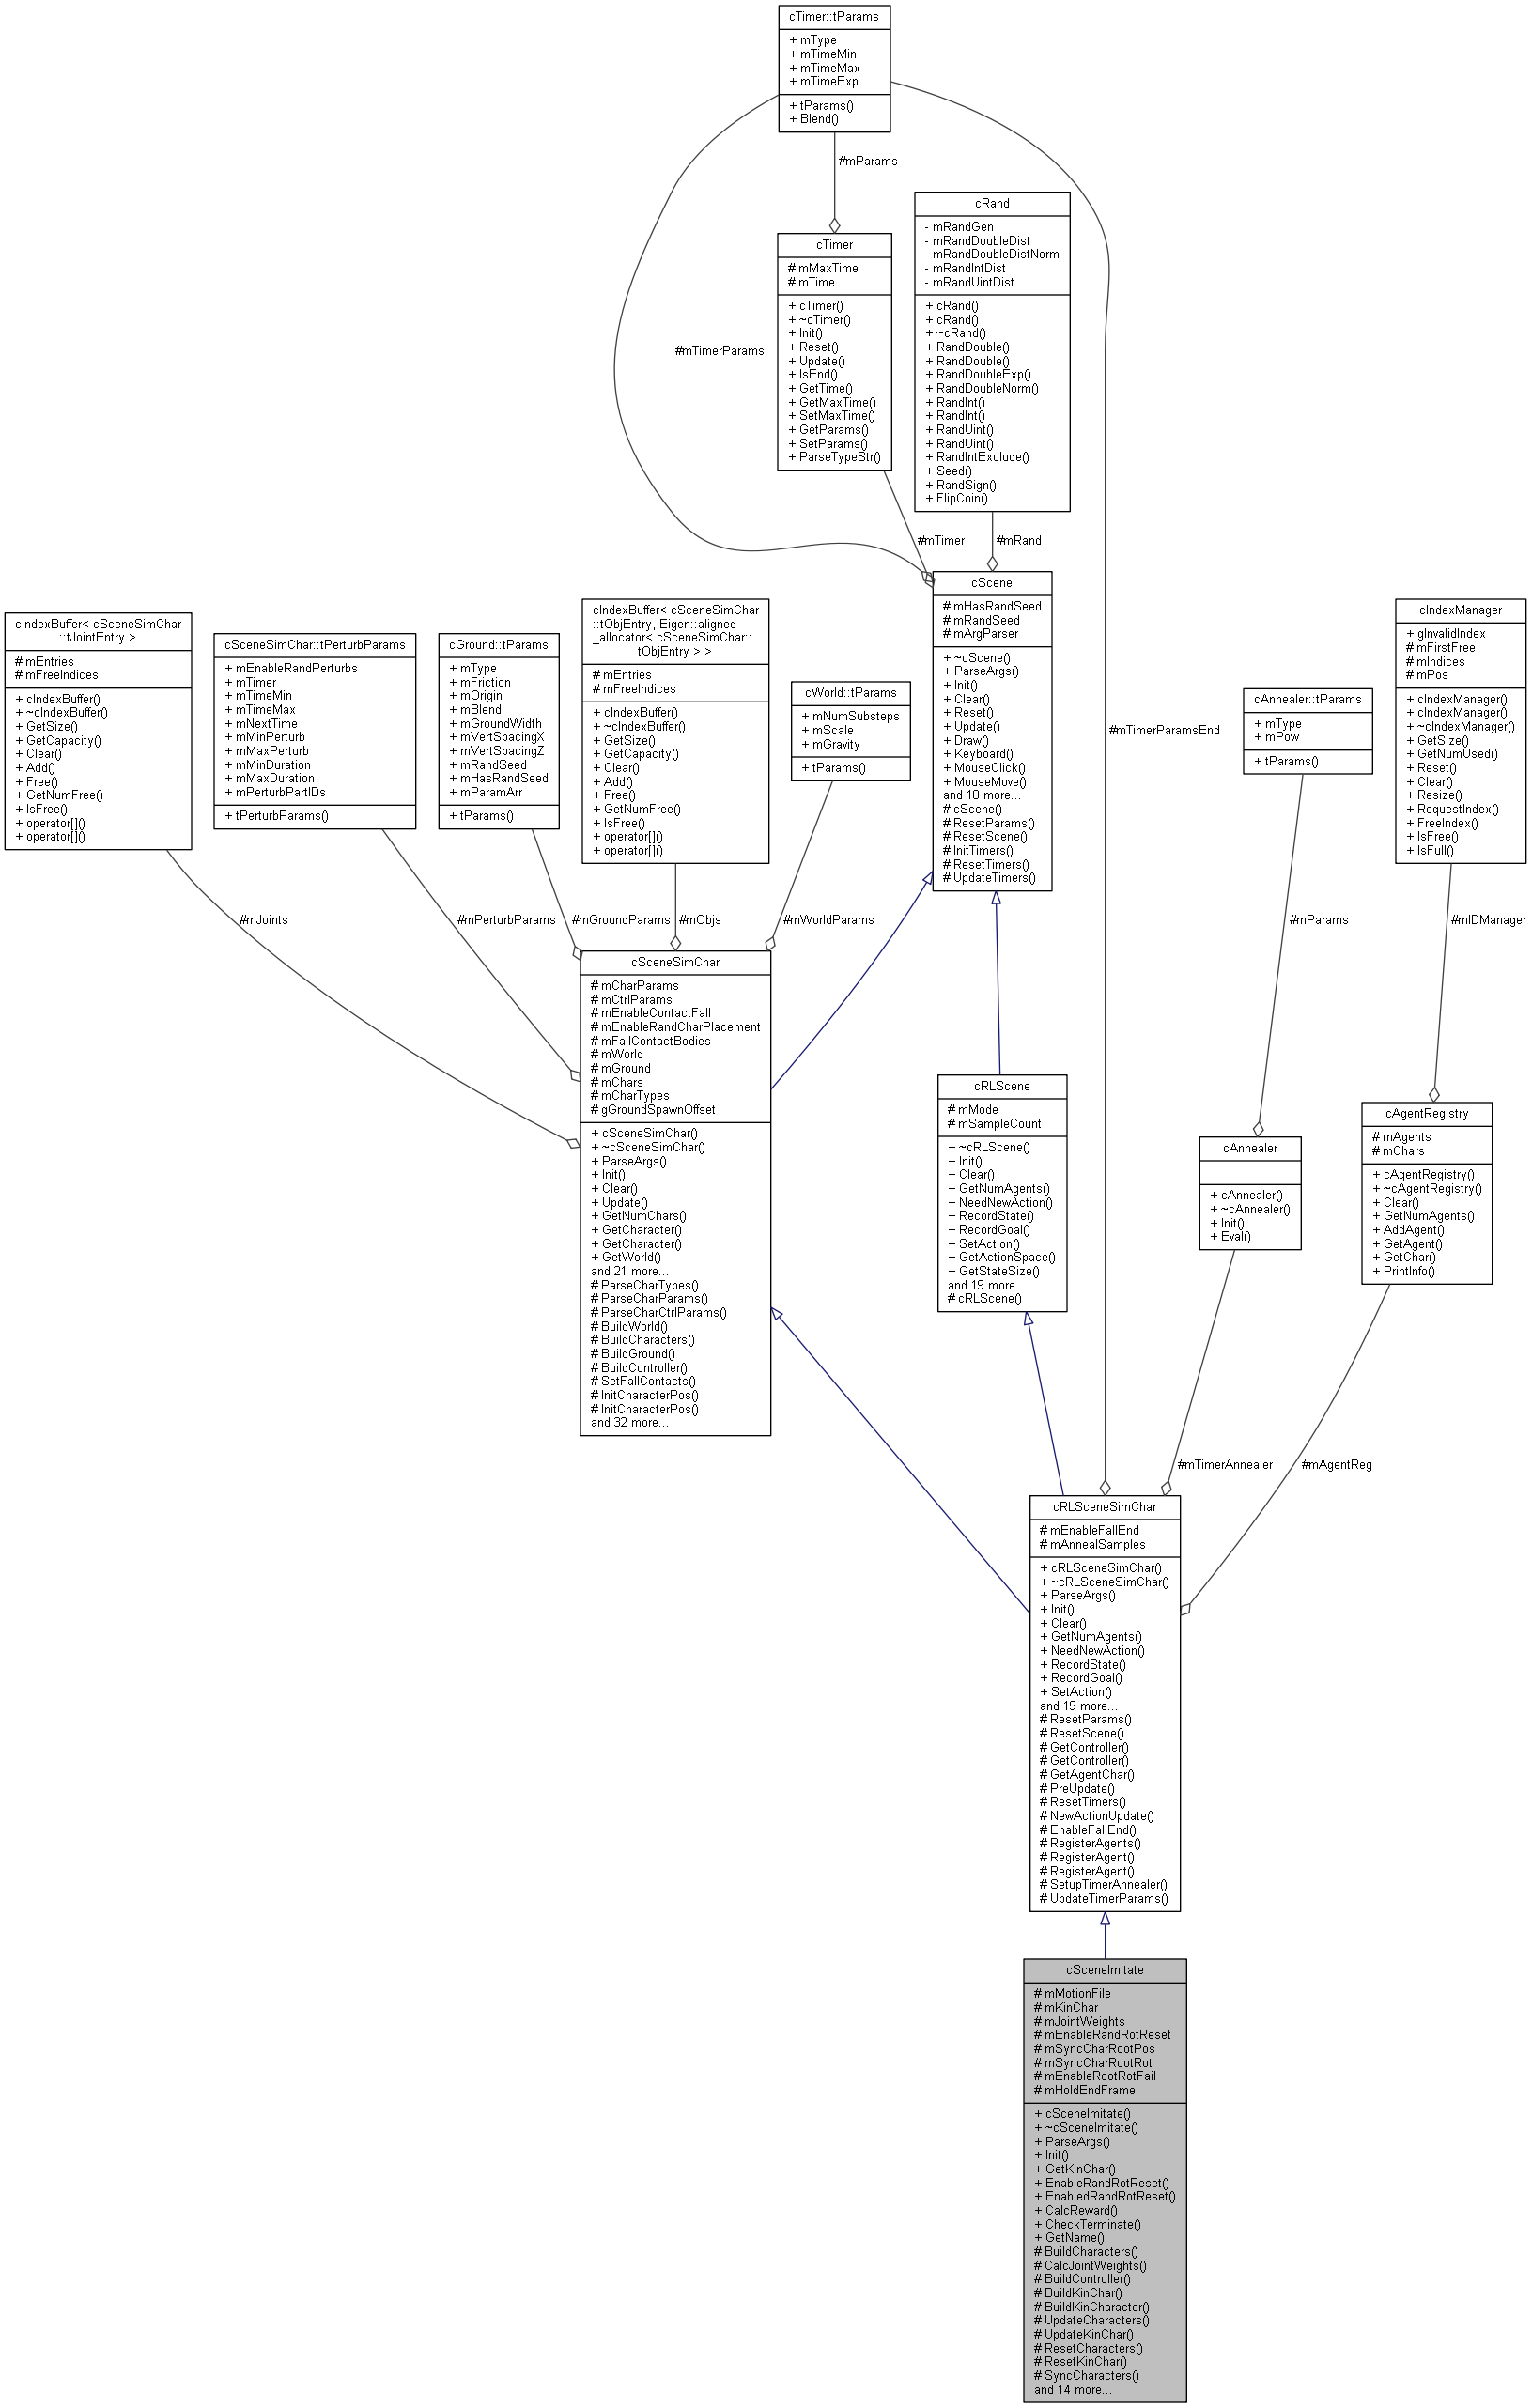 cTimer::tParams
+ mType
+ mTimeMin
+ mTimeMax
+ mTimeExp
+ tParams()
+ Blend()
#mParams
cTimer
# mMaxTime
# mTime
+ cTimer()
+ ~cTimer()
+ Init()
+ Reset()
+ Update()
+ IsEnd()
+ GetTime()
+ GetMaxTime()
+ SetMaxTime()
+ GetParams()
+ SetParams()
+ ParseTypeStr()
cRand
- mRandGen
- mRandDoubleDist
- mRandDoubleDistNorm
- mRandIntDist
- mRandUintDist
+ cRand()
+ cRand()
+ ~cRand()
+ RandDouble()
+ RandDouble()
+ RandDoubleExp()
+ RandDoubleNorm()
+ RandInt()
+ RandInt()
+ RandUint()
+ RandUint()
+ RandIntExclude()
+ Seed()
+ RandSign()
+ FlipCoin()
#mTimerParams
#mTimer
#mRand
cIndexBuffer< cSceneSimChar
::tJointEntry >
# mEntries
# mFreeIndices
+ cIndexBuffer()
+ ~cIndexBuffer()
+ GetSize()
+ GetCapacity()
+ Clear()
+ Add()
+ Free()
+ GetNumFree()
+ IsFree()
+ operator[]()
+ operator[]()
cSceneSimChar::tPerturbParams
+ mEnableRandPerturbs
+ mTimer
+ mTimeMin
+ mTimeMax
+ mNextTime
+ mMinPerturb
+ mMaxPerturb
+ mMinDuration
+ mMaxDuration
+ mPerturbPartIDs
+ tPerturbParams()
cGround::tParams
+ mType
+ mFriction
+ mOrigin
+ mBlend
+ mGroundWidth
+ mVertSpacingX
+ mVertSpacingZ
+ mRandSeed
+ mHasRandSeed
+ mParamArr
+ tParams()
cIndexBuffer< cSceneSimChar
::tObjEntry, Eigen::aligned
_allocator< cSceneSimChar::
tObjEntry > >
# mEntries
# mFreeIndices
+ cIndexBuffer()
+ ~cIndexBuffer()
+ GetSize()
+ GetCapacity()
+ Clear()
+ Add()
+ Free()
+ GetNumFree()
+ IsFree()
+ operator[]()
+ operator[]()
cWorld::tParams
+ mNumSubsteps
+ mScale
+ mGravity
+ tParams()
cScene
# mHasRandSeed
# mRandSeed
# mArgParser
+ ~cScene()
+ ParseArgs()
+ Init()
+ Clear()
+ Reset()
+ Update()
+ Draw()
+ Keyboard()
+ MouseClick()
+ MouseMove()
and 10 more...
# cScene()
# ResetParams()
# ResetScene()
# InitTimers()
# ResetTimers()
# UpdateTimers()
#mTimerParamsEnd
cAnnealer::tParams
+ mType
+ mPow
+ tParams()
cIndexManager
+ gInvalidIndex
# mFirstFree
# mIndices
# mPos
+ cIndexManager()
+ cIndexManager()
+ ~cIndexManager()
+ GetSize()
+ GetNumUsed()
+ Reset()
+ Clear()
+ Resize()
+ RequestIndex()
+ FreeIndex()
+ IsFree()
+ IsFull()
#mJoints
#mPerturbParams
#mGroundParams
#mObjs
#mWorldParams
#mParams
#mIDManager
cSceneSimChar
# mCharParams
# mCtrlParams
# mEnableContactFall
# mEnableRandCharPlacement
# mFallContactBodies
# mWorld
# mGround
# mChars
# mCharTypes
# gGroundSpawnOffset
+ cSceneSimChar()
+ ~cSceneSimChar()
+ ParseArgs()
+ Init()
+ Clear()
+ Update()
+ GetNumChars()
+ GetCharacter()
+ GetCharacter()
+ GetWorld()
and 21 more...
# ParseCharTypes()
# ParseCharParams()
# ParseCharCtrlParams()
# BuildWorld()
# BuildCharacters()
# BuildGround()
# BuildController()
# SetFallContacts()
# InitCharacterPos()
# InitCharacterPos()
and 32 more...
cRLScene
# mMode
# mSampleCount
+ ~cRLScene()
+ Init()
+ Clear()
+ GetNumAgents()
+ NeedNewAction()
+ RecordState()
+ RecordGoal()
+ SetAction()
+ GetActionSpace()
+ GetStateSize()
and 19 more...
# cRLScene()
cAnnealer
+ cAnnealer()
+ ~cAnnealer()
+ Init()
+ Eval()
cAgentRegistry
# mAgents
# mChars
+ cAgentRegistry()
+ ~cAgentRegistry()
+ Clear()
+ GetNumAgents()
+ AddAgent()
+ GetAgent()
+ GetChar()
+ PrintInfo()
#mTimerAnnealer
#mAgentReg
cRLSceneSimChar
# mEnableFallEnd
# mAnnealSamples
+ cRLSceneSimChar()
+ ~cRLSceneSimChar()
+ ParseArgs()
+ Init()
+ Clear()
+ GetNumAgents()
+ NeedNewAction()
+ RecordState()
+ RecordGoal()
+ SetAction()
and 19 more...
# ResetParams()
# ResetScene()
# GetController()
# GetController()
# GetAgentChar()
# PreUpdate()
# ResetTimers()
# NewActionUpdate()
# EnableFallEnd()
# RegisterAgents()
# RegisterAgent()
# RegisterAgent()
# SetupTimerAnnealer()
# UpdateTimerParams()
cSceneImitate
# mMotionFile
# mKinChar
# mJointWeights
# mEnableRandRotReset
# mSyncCharRootPos
# mSyncCharRootRot
# mEnableRootRotFail
# mHoldEndFrame
+ cSceneImitate()
+ ~cSceneImitate()
+ ParseArgs()
+ Init()
+ GetKinChar()
+ EnableRandRotReset()
+ EnabledRandRotReset()
+ CalcReward()
+ CheckTerminate()
+ GetName()
# BuildCharacters()
# CalcJointWeights()
# BuildController()
# BuildKinChar()
# BuildKinCharacter()
# UpdateCharacters()
# UpdateKinChar()
# ResetCharacters()
# ResetKinChar()
# SyncCharacters()
and 14 more...